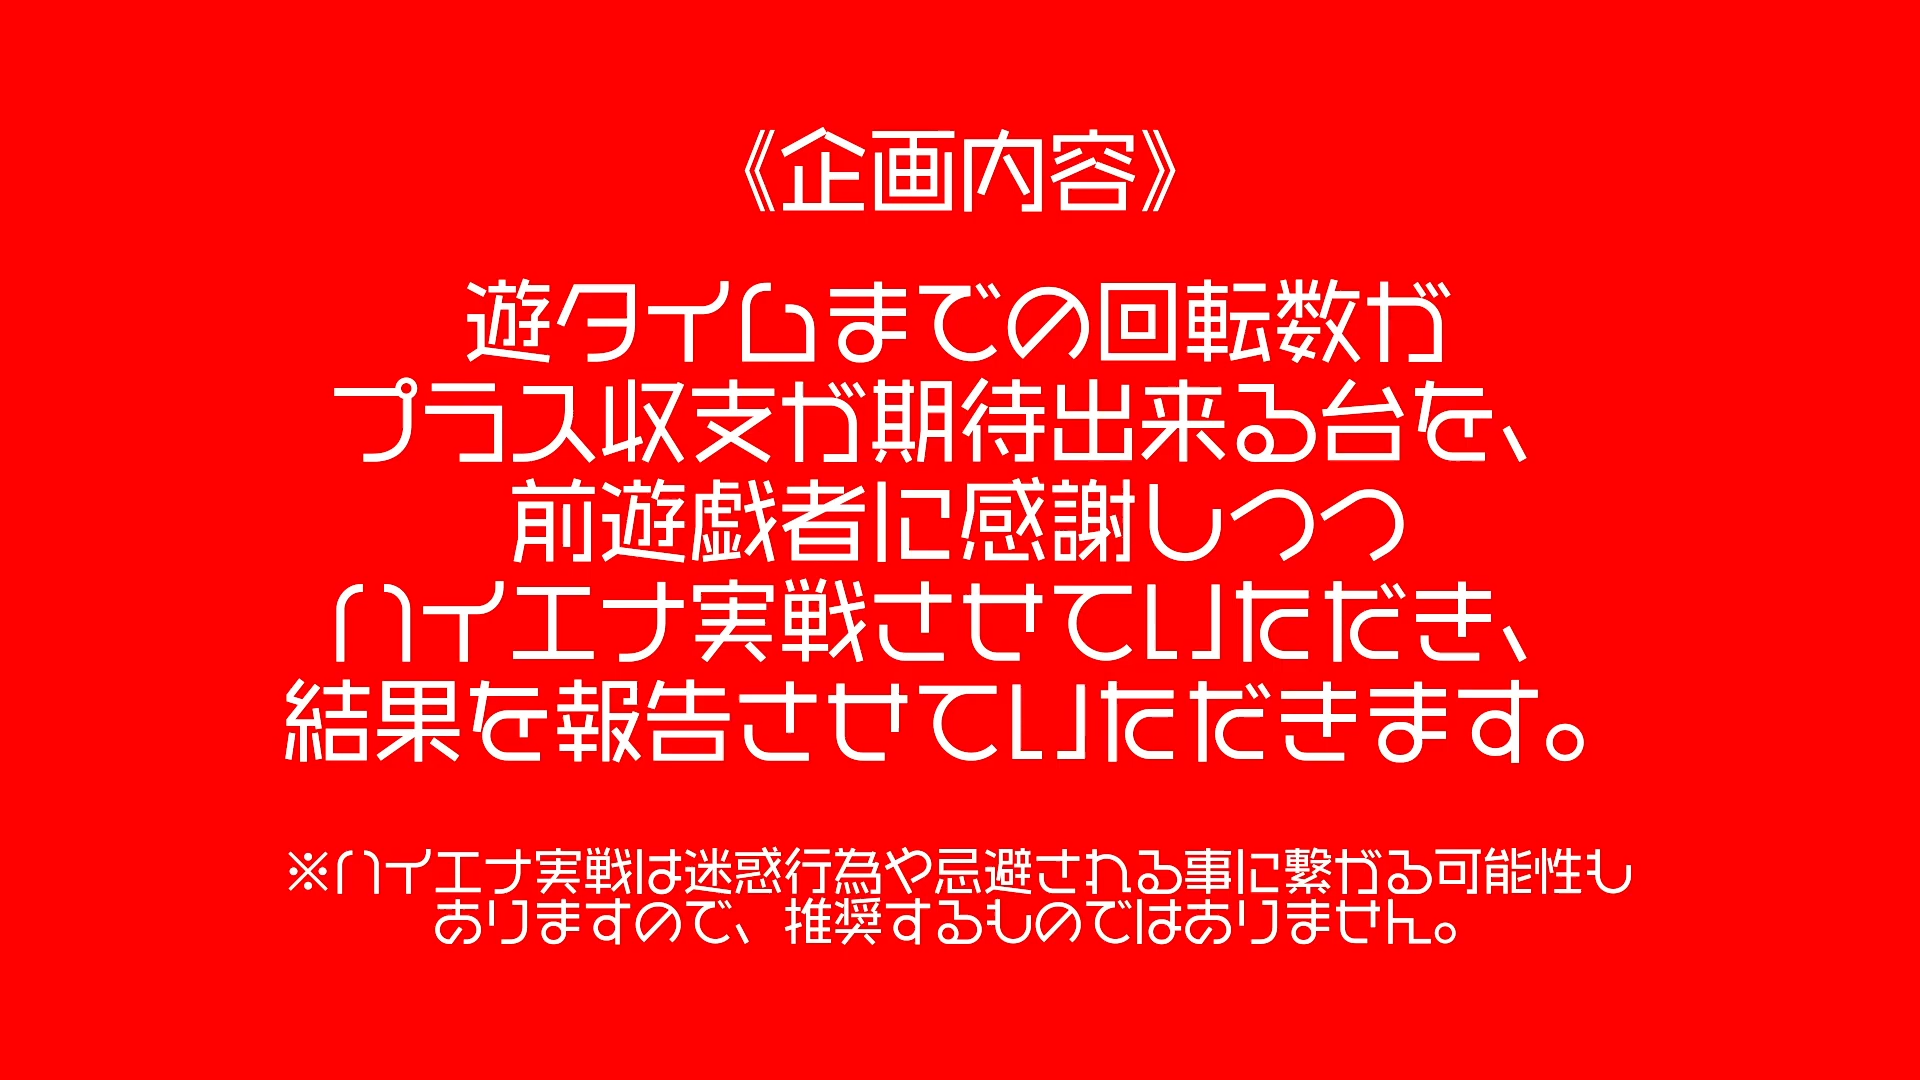 《企画内容》
遊タイムまでの回転数が
プラス収支が期待出来る台を、
前遊戯者に感謝しつつ
ハイエナ実戦させていただき、
結果を報告させていただきます。
※ハイエナ実戦は迷惑行為や忌避される事に繋がる可能性も
ありますので、推奨するものではありません。